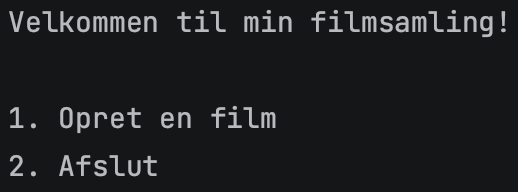 Velkommen til min filmsamling!
1. Opret en film
2. Afslut